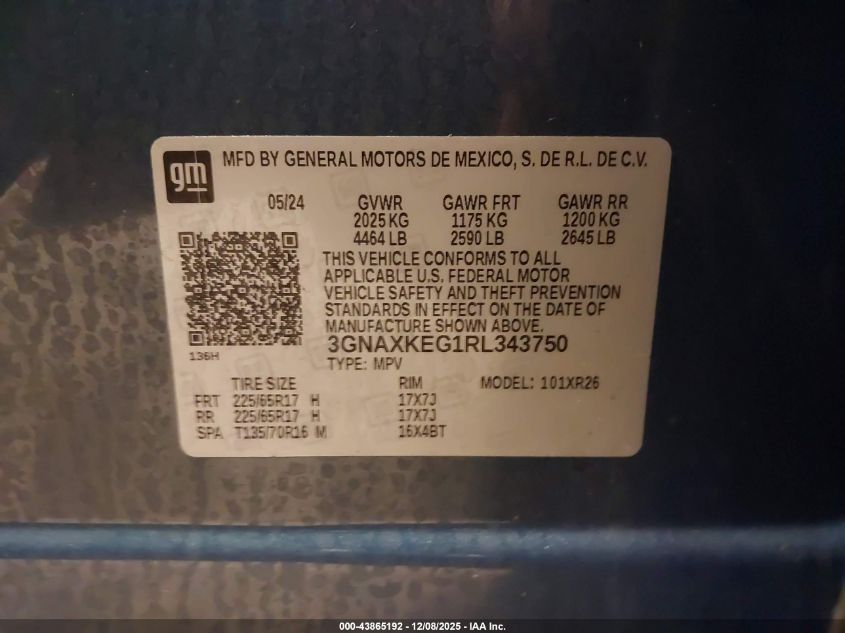 gm
MFD BY GENERAL MOTORS DE MEXICO, S. DE R.L. DE C.V.
05/24 GVWR GAWR FRT GAWR RR
2025 KG 1175 KG 1200 KG
4464 LB 2590 LB 2645 LB
THIS VEHICLE CONFORMS TO ALL
APPLICABLE U.S. FEDERAL MOTOR
VEHICLE SAFETY AND THEFT PREVENTION
STANDARDS IN EFFECT ON THE DATE OF
MANUFACTURE SHOWN ABOVE.
136H
3GNAXKEG1RL343750
TYPE: MPV
TIRE SIZE RIM MODEL: 101XR26
FRT 225/65R17 H 17X7J
RR 225/65R17 H 17X7J
SPA T135/70R16 M 16X4BT
000-43865192 - 12/08/2025 - IAA Inc.